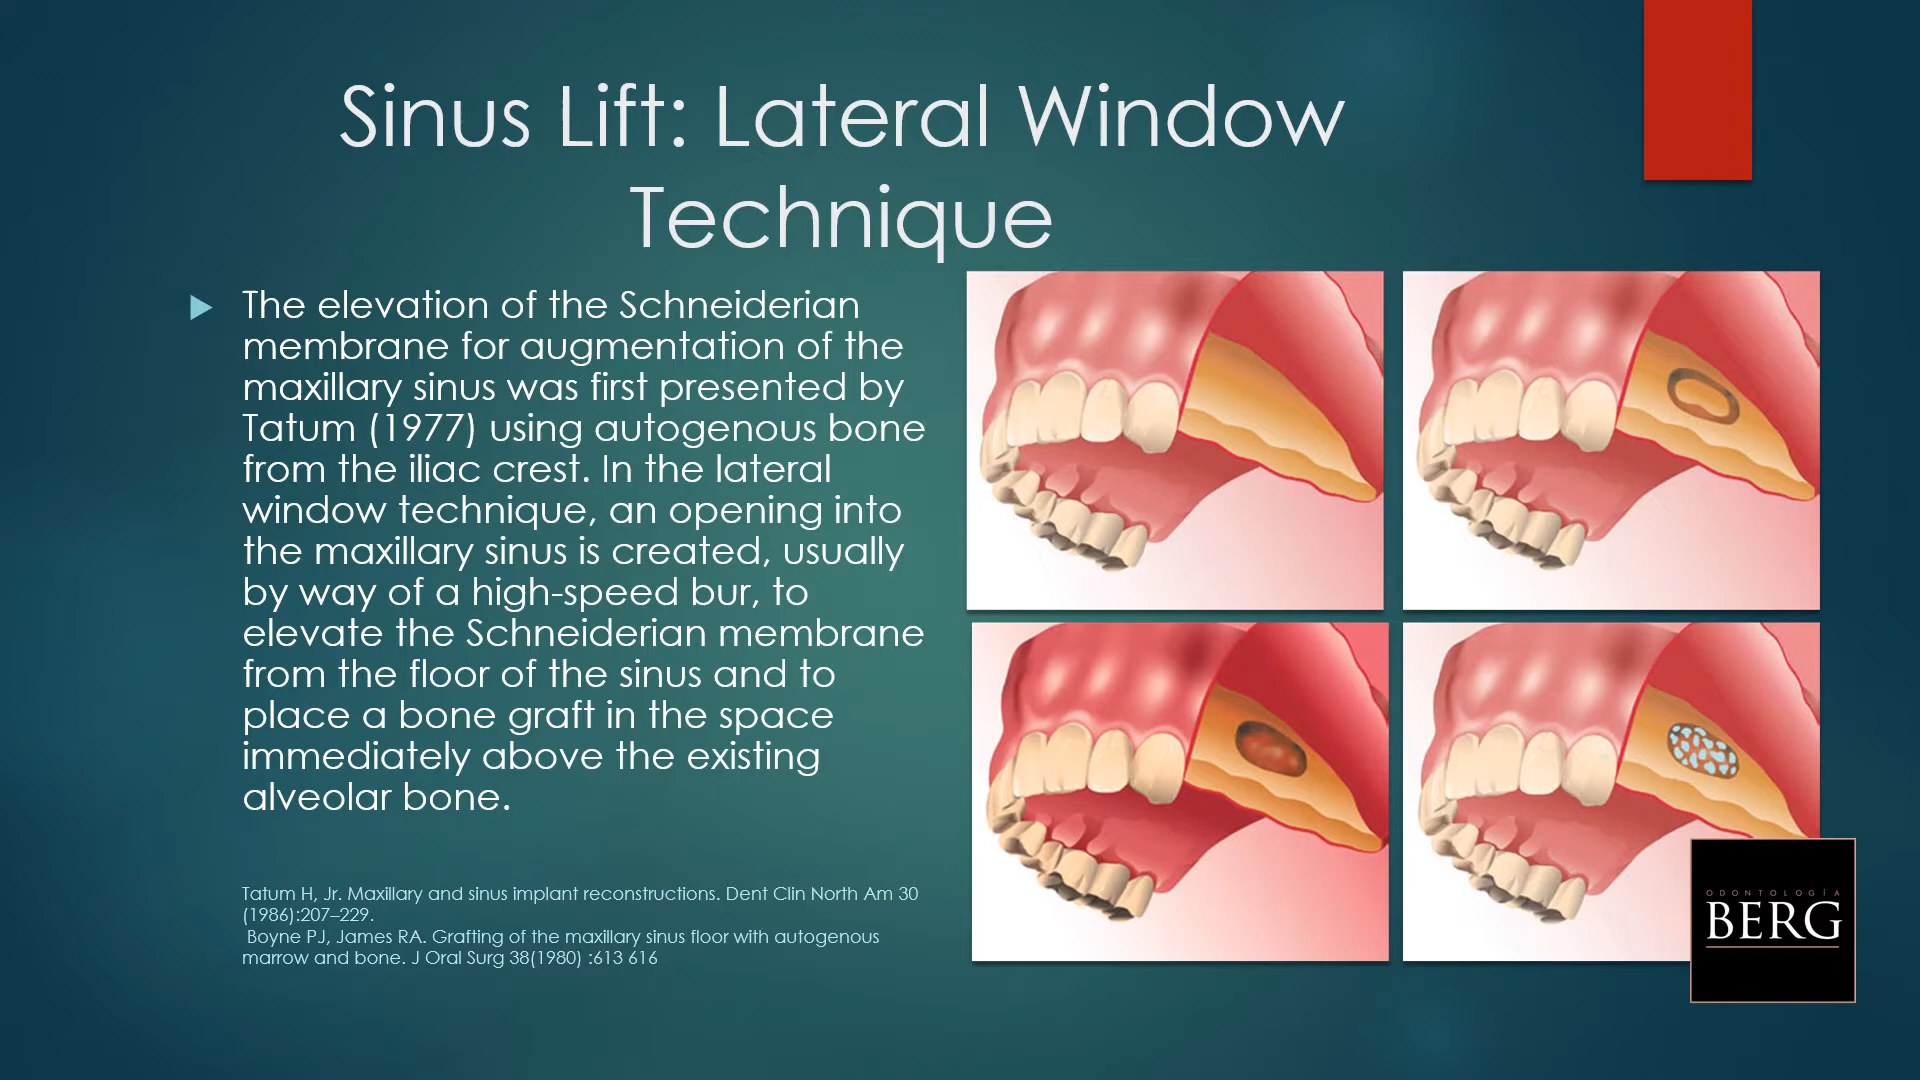 Sinus Lift: Lateral Window
Technique
The elevation of the Schneiderian
membrane for augmentation of the
maxillary sinus was first presented by
Tatum (1977) using autogenous bone
from the iliac crest. In the lateral
window technique, an opening into
the maxillary sinus is created, usually
by way of a high-speed bur, to
elevate the Schneiderian membrane
from the floor of the sinus and to
place a bone graft in the space
immediately above the existing
alveolar bone.
Tatum H, Jr. Maxillary and sinus implant reconstructions. Dent Clin North Am 30
(1986):207–229.
Boyne PJ, James RA. Grafting of the maxillary sinus floor with autogenous
marrow and bone. J Oral Surg 38(1980) :613 616
ODONTOLOGÍA
BERG